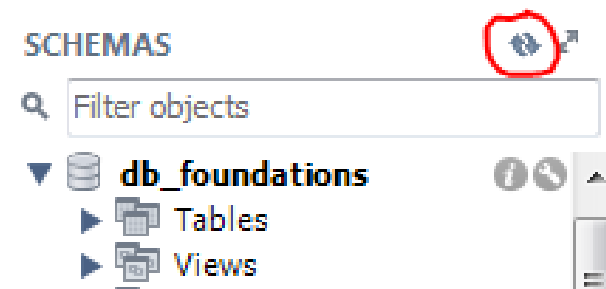 SCHEMAS
Filter objects
db_foundations
Tables
Views